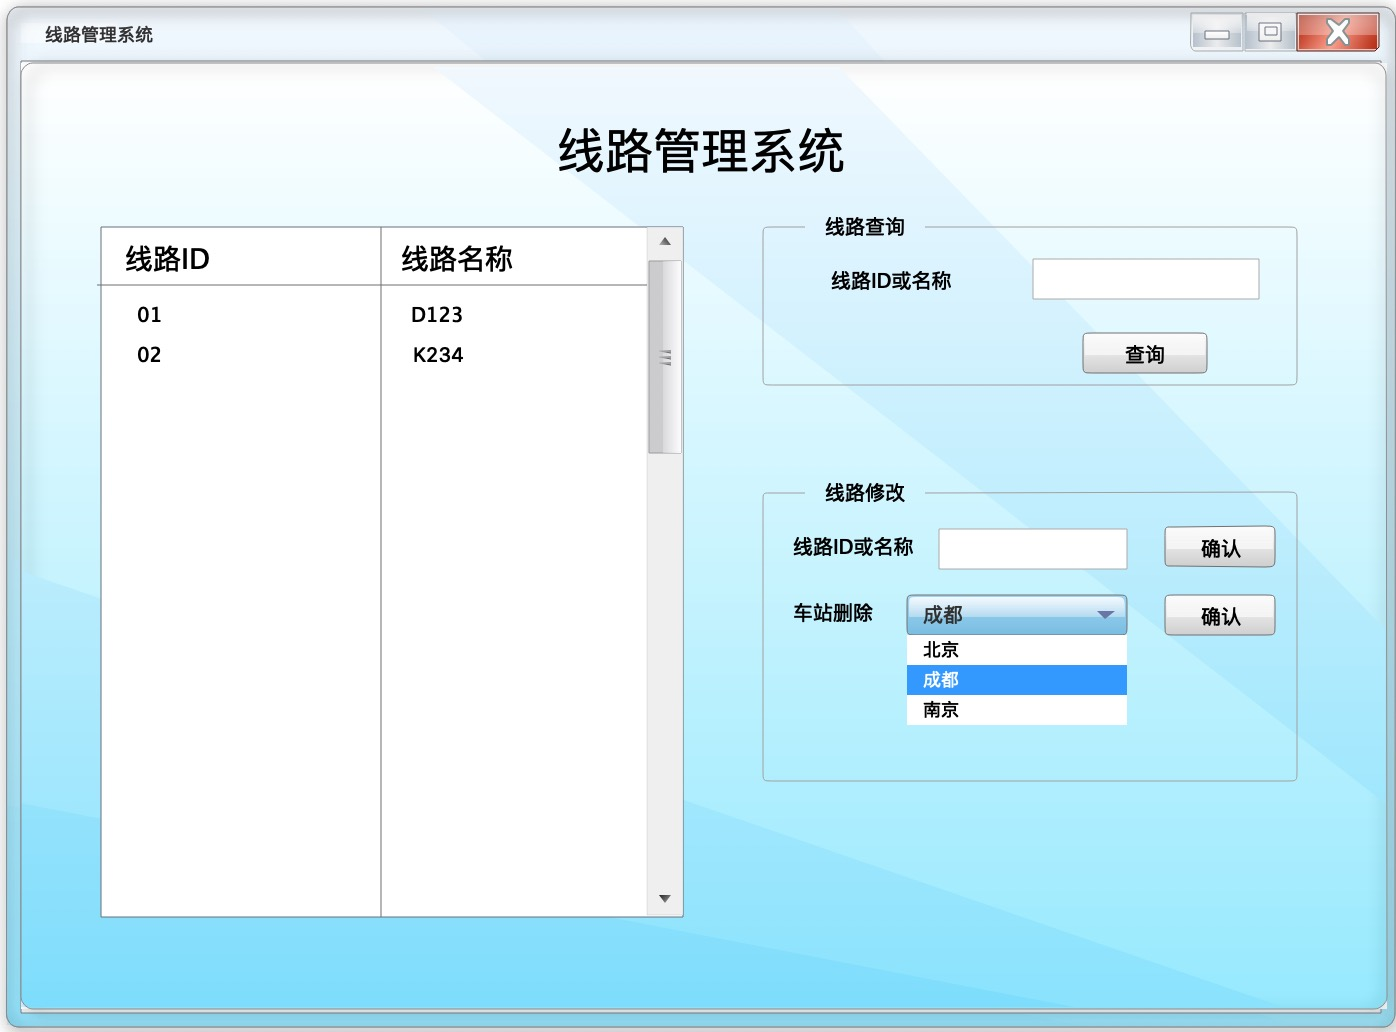 线路管理系统
线路管理系统
线路ID 线路名称
01 D123
02 K234
线路查询
线路ID或名称
查询
线路修改
线路ID或名称 确认
车站删除 成都 确认
北京
成都
南京